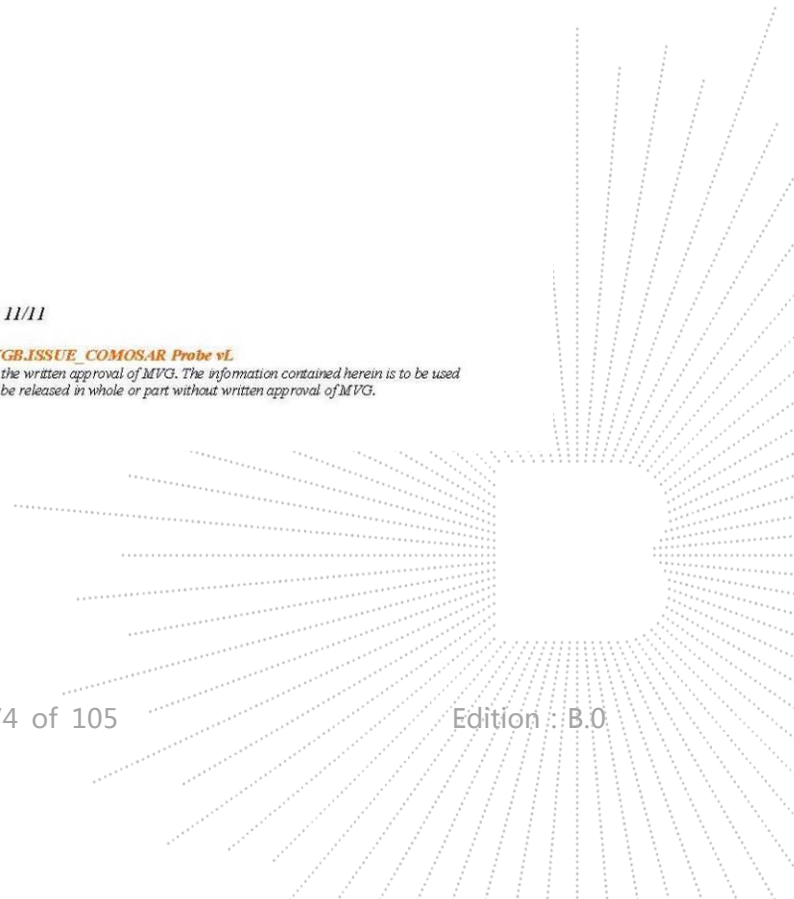 11/11
GB.ISSUE_COMOSAR Probe vL
the written approval of MVG. The information contained herein is to be used
be released in whole or part without written approval of MVG.
4 of 105
Edition : B.0